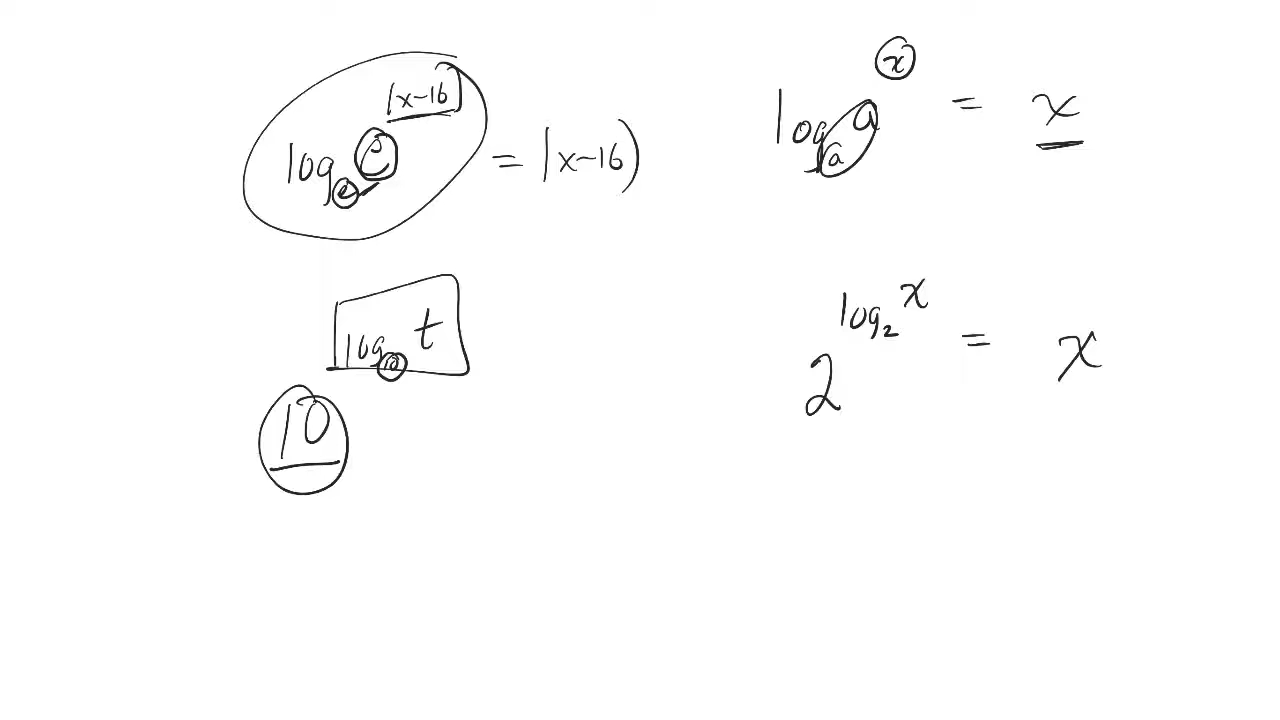 log_e e^|x-16| = |x-16)
log_a a^x = x
10^log_10 t
2^log_2 x = x